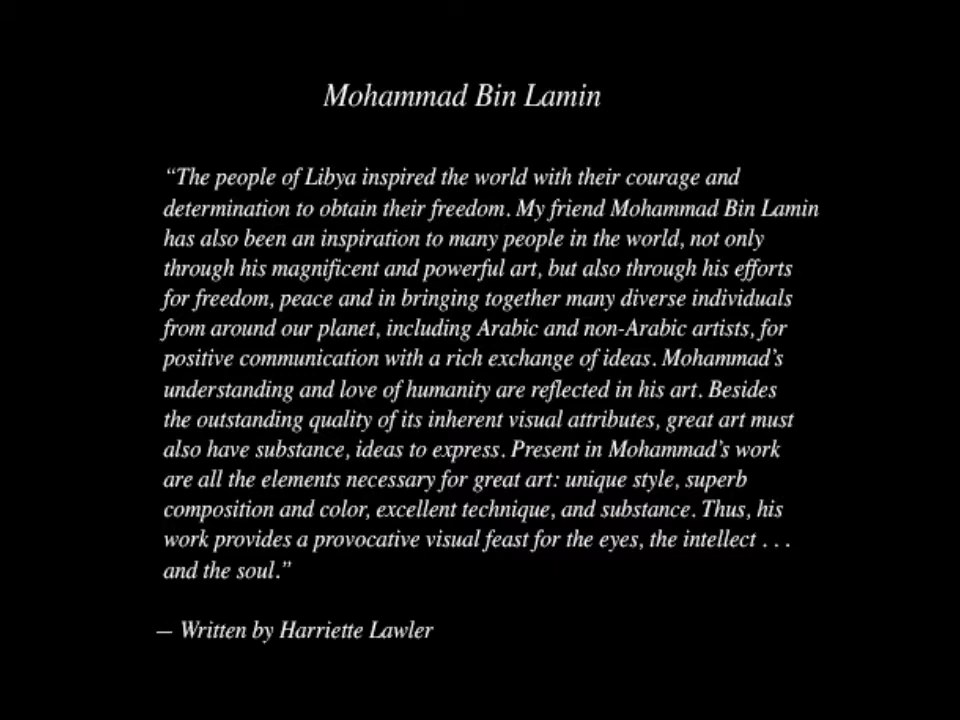 Mohammad Bin Lamin
“The people of Libya inspired the world with their courage and
determination to obtain their freedom. My friend Mohammad Bin Lamin
has also been an inspiration to many people in the world, not only
through his magnificent and powerful art, but also through his efforts
for freedom, peace and in bringing together many diverse individuals
from around our planet, including Arabic and non-Arabic artists, for
positive communication with a rich exchange of ideas. Mohammad’s
understanding and love of humanity are reflected in his art. Besides
the outstanding quality of its inherent visual attributes, great art must
also have substance, ideas to express. Present in Mohammad’s work
are all the elements necessary for great art: unique style, superb
composition and color, excellent technique, and substance. Thus, his
work provides a provocative visual feast for the eyes, the intellect . . .
and the soul.”
— Written by Harriette Lawler